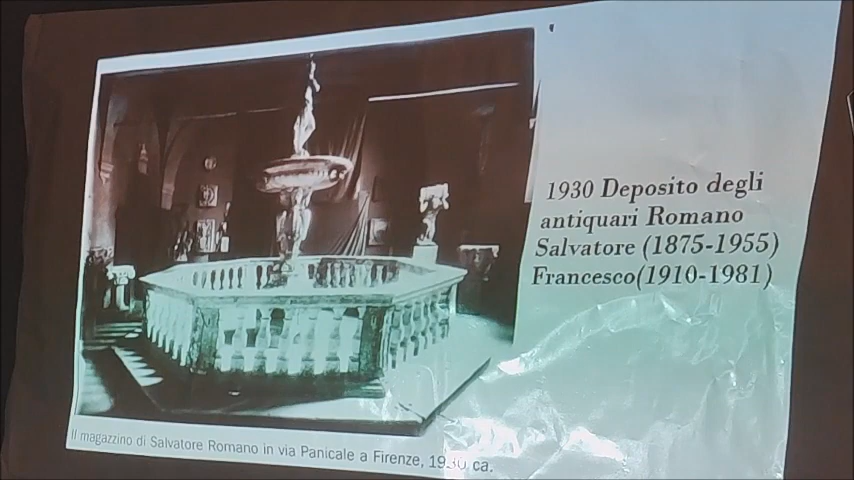 1930 Deposito degli
antiquari Romano
Salvatore (1875-1955)
Francesco(1910-1981)
Il magazzino di Salvatore Romano in via Panicale a Firenze, 1930 ca.